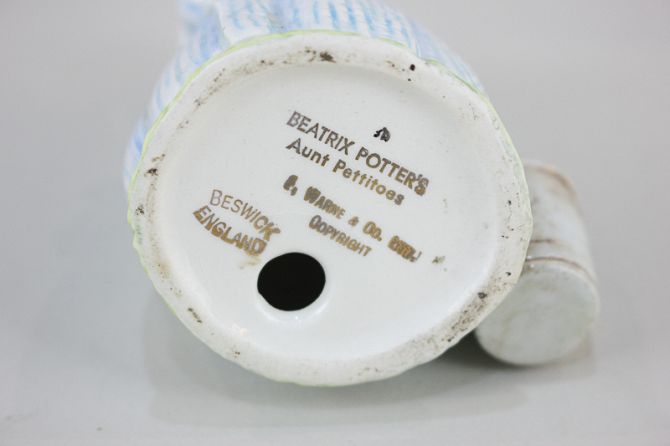 BEATRIX POTTER'S
Aunt Pettitoes
F. WARNE & CO. LTD.
COPYRIGHT
BESWICK
ENGLAND